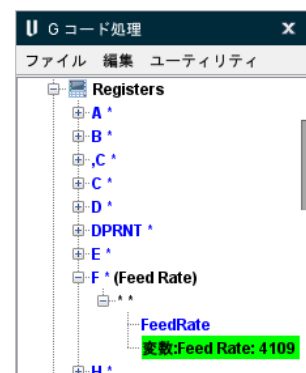 G コード処理 x
ファイル 編集 ユーティリティ
Registers
A *
B *
,C *
C *
D *
DPRNT *
E *
F * (Feed Rate)
* *
FeedRate
変数:Feed Rate: 4109
H *